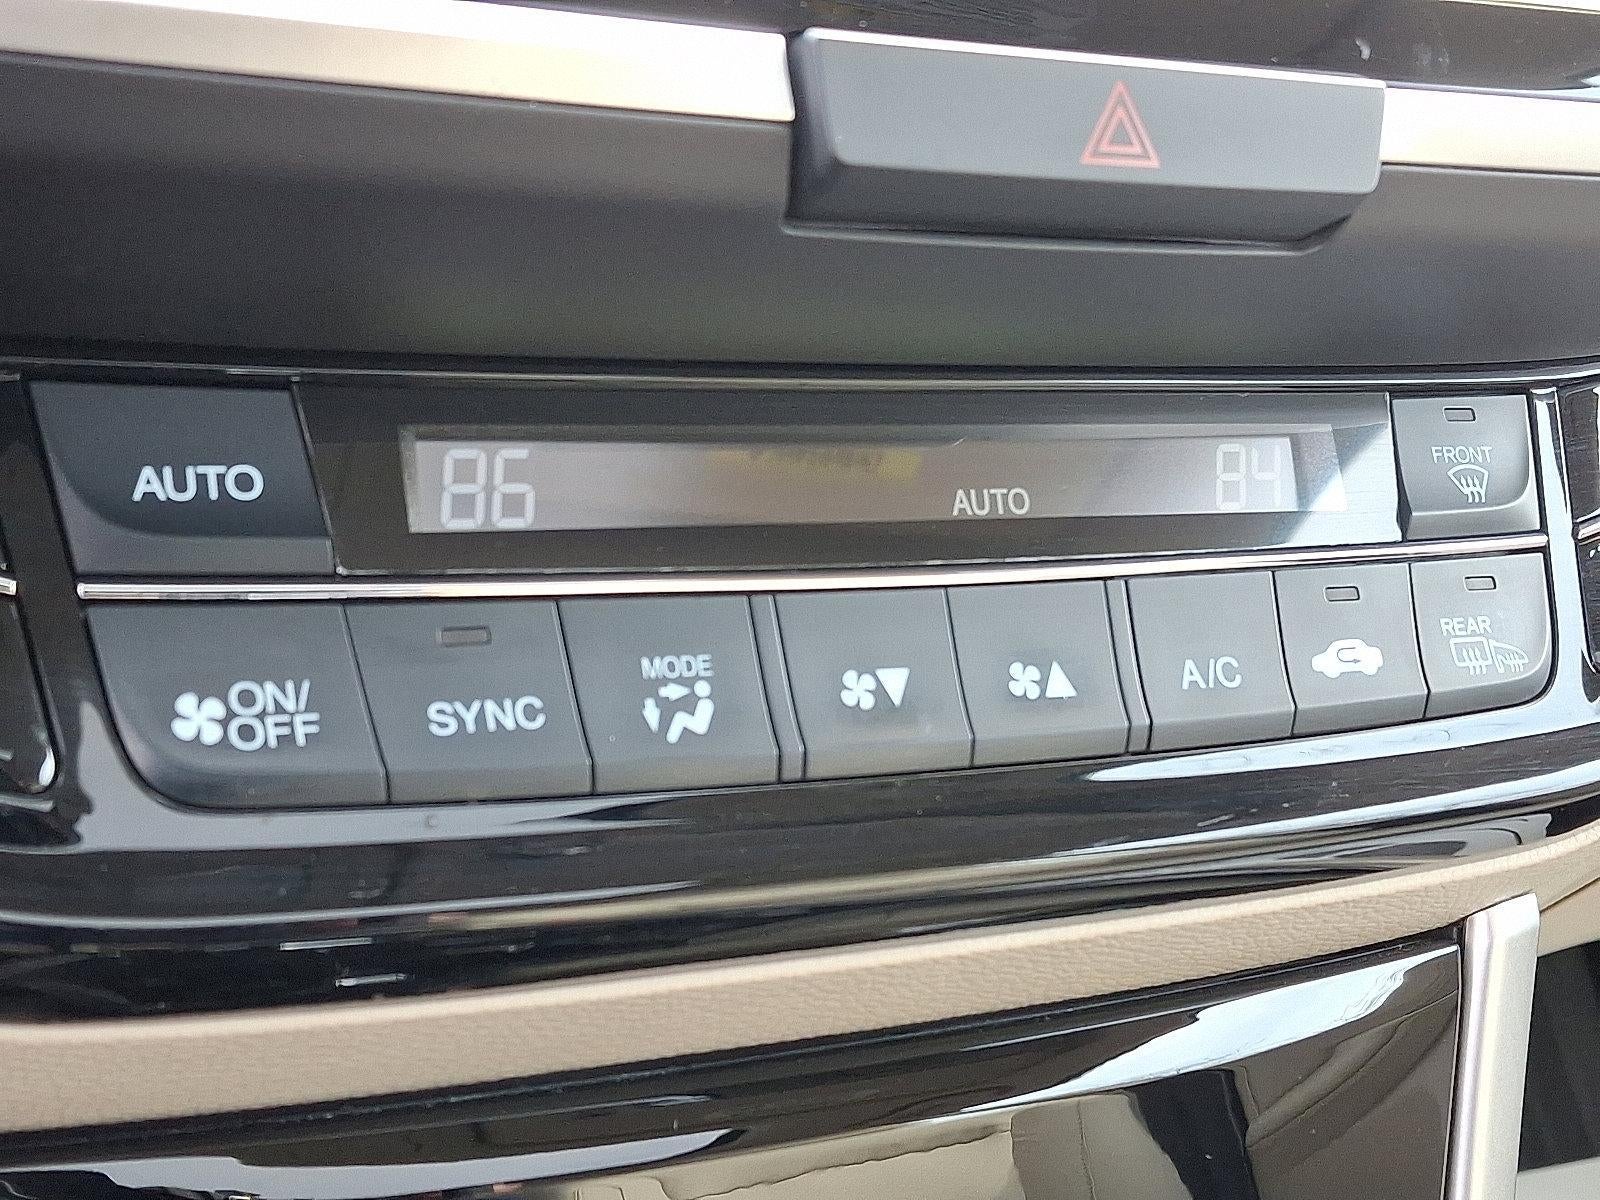 AUTO
86
AUTO
84
FRONT
ON/
OFF
SYNC
MODE
A/C
REAR